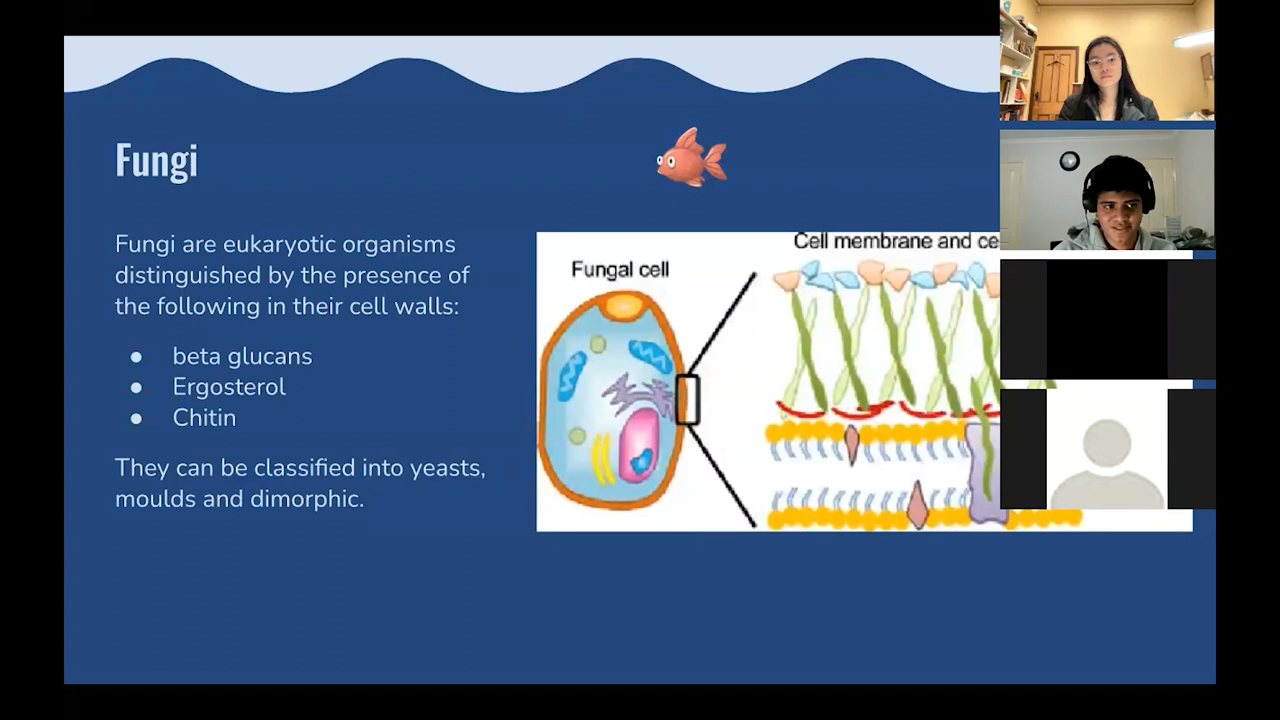 Fungi
Fungi are eukaryotic organisms
distinguished by the presence of
the following in their cell walls:
● beta glucans
● Ergosterol
● Chitin
They can be classified into yeasts,
moulds and dimorphic.
Fungal cell
Cell membrane and